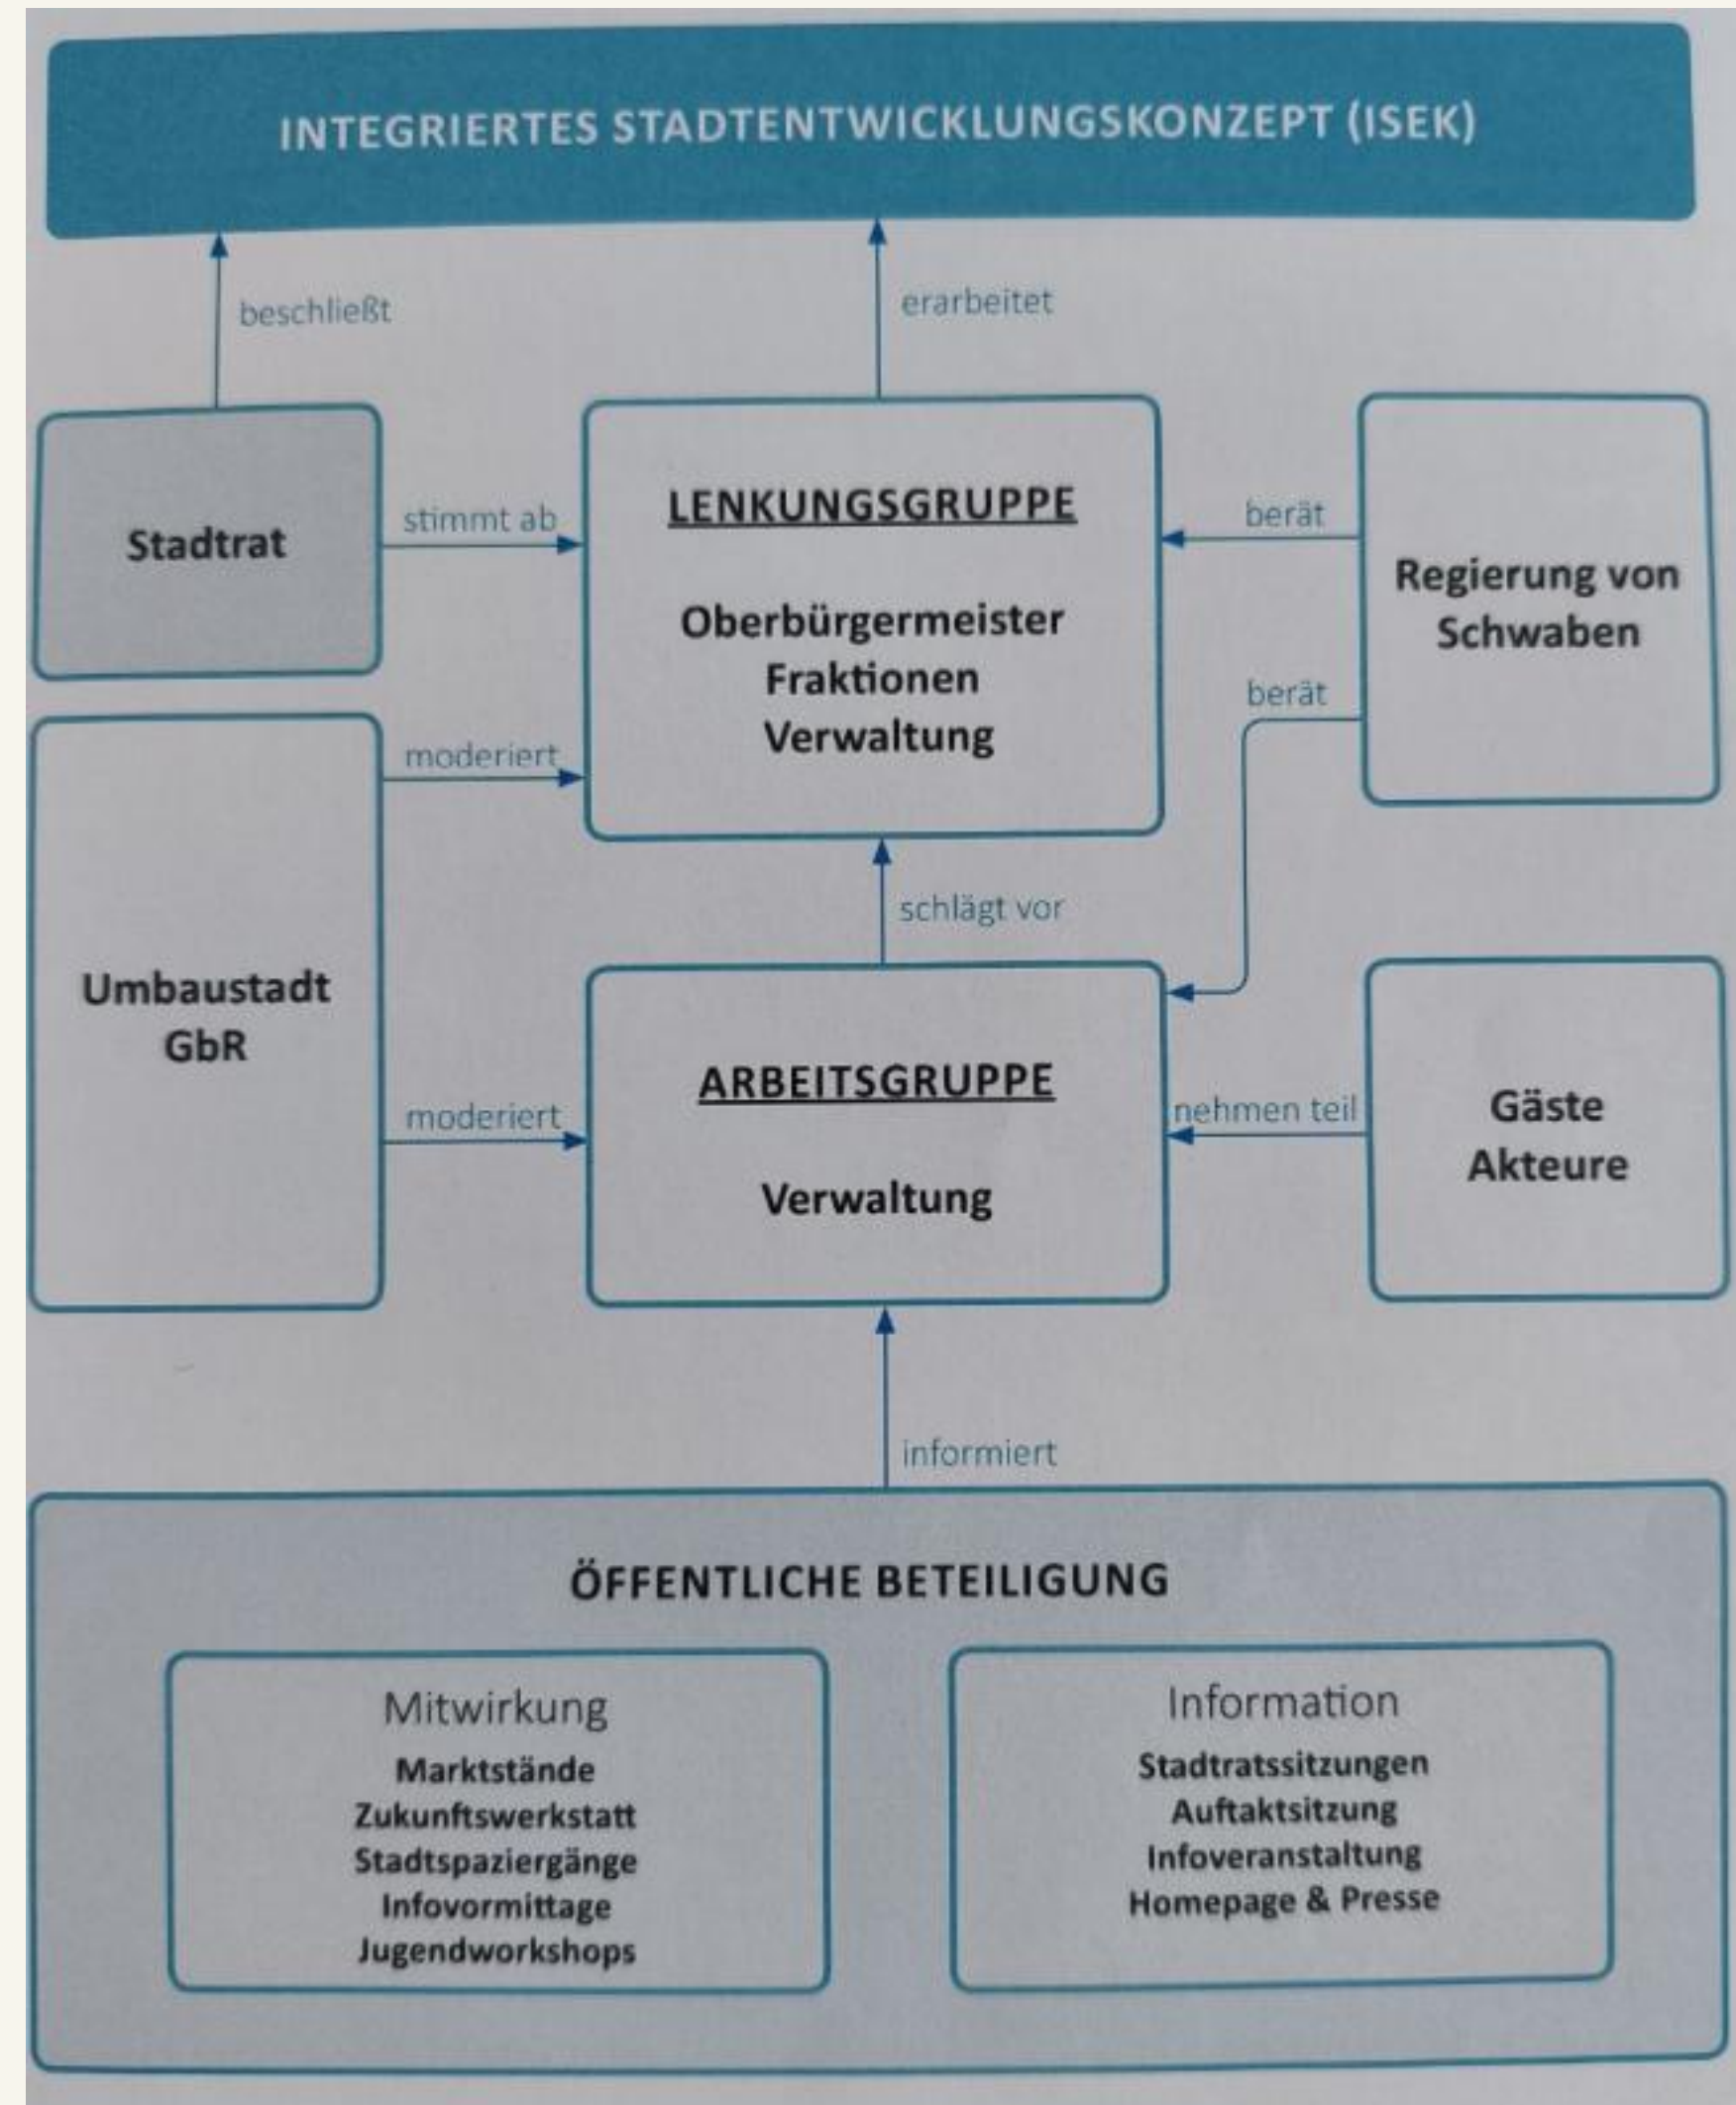 INTEGRIERTES STADTENTWICKLUNGSKONZEPT (ISEK)
beschließt
erarbeitet
Stadtrat
stimmt ab
LENKUNGSGRUPPE
Oberbürgermeister
Fraktionen
Verwaltung
berät
Regierung von
Schwaben
berät
moderiert
schlägt vor
Umbaustadt
GbR
moderiert
ARBEITSGRUPPE
Verwaltung
nehmen teil
Gäste
Akteure
informiert
ÖFFENTLICHE BETEILIGUNG
Mitwirkung
Marktstände
Zukunftswerkstatt
Stadtspaziergänge
Infovormittage
Jugendworkshops
Information
Stadtratssitzungen
Auftaktsitzung
Infoveranstaltung
Homepage & Presse